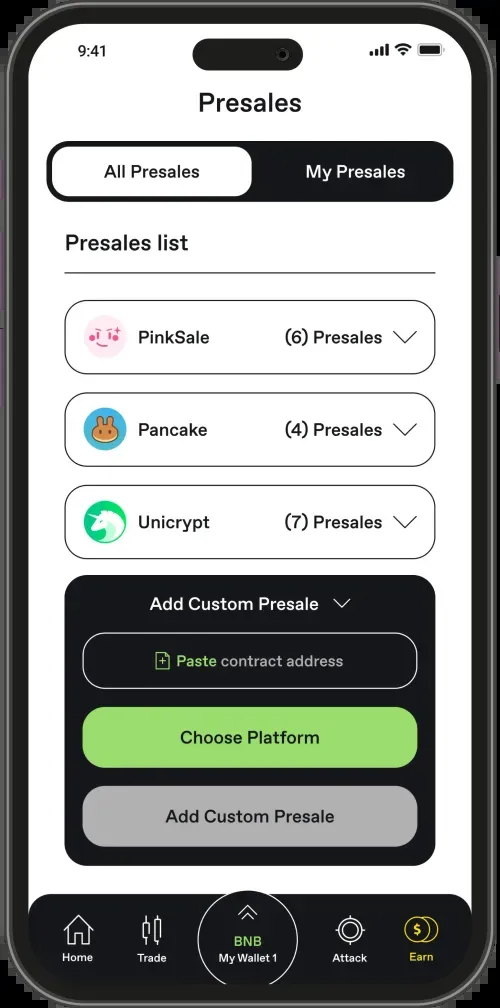 9:41
Presales
All Presales
My Presales
Presales list
PinkSale (6) Presales
Pancake (4) Presales
Unicrypt (7) Presales
Add Custom Presale
Paste contract address
Choose Platform
Add Custom Presale
BNB
Home Trade My Wallet 1 Attack Earn